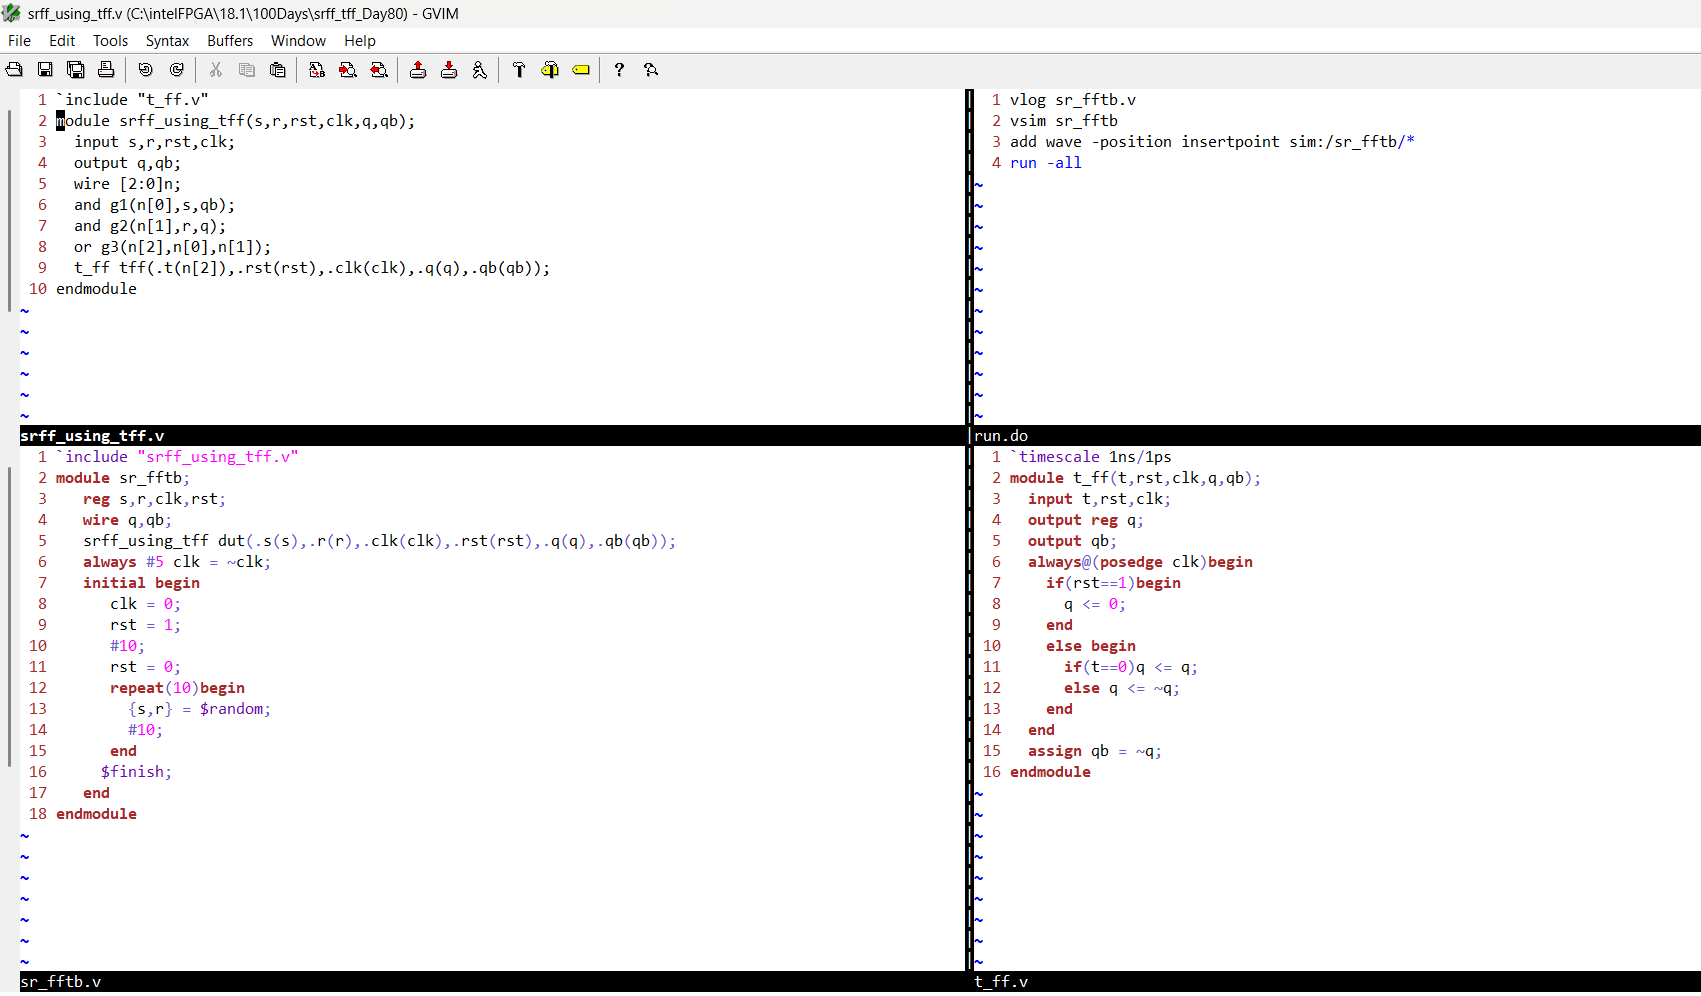 srff_using_tff.v (C:\intelFPGA\18.1\100Days\srff_tff_Day80) - GVIM
File Edit Tools Syntax Buffers Window Help
1 `include "t_ff.v"
2 module srff_using_tff(s,r,rst,clk,q,qb);
3   input s,r,rst,clk;
4   output q,qb;
5   wire [2:0]n;
6   and g1(n[0],s,qb);
7   and g2(n[1],r,q);
8   or g3(n[2],n[0],n[1]);
9   t_ff tff(.t(n[2]),.rst(rst),.clk(clk),.q(q),.qb(qb));
10 endmodule
~
~
~
~
~
~
srff_using_tff.v
1 vlog sr_fftb.v
2 vsim sr_fftb
3 add wave -position insertpoint sim:/sr_fftb/*
4 run -all
~
~
~
~
~
~
~
~
~
~
~
~
run.do
1 `include "srff_using_tff.v"
2 module sr_fftb;
3    reg s,r,clk,rst;
4    wire q,qb;
5    srff_using_tff dut(.s(s),.r(r),.clk(clk),.rst(rst),.q(q),.qb(qb));
6    always #5 clk = ~clk;
7    initial begin
8       clk = 0;
9       rst = 1;
10       #10;
11       rst = 0;
12       repeat(10)begin
13         {s,r} = $random;
14         #10;
15       end
16      $finish;
17    end
18 endmodule
~
~
~
~
~
~
~
sr_fftb.v
1 `timescale 1ns/1ps
2 module t_ff(t,rst,clk,q,qb);
3   input t,rst,clk;
4   output reg q;
5   output qb;
6   always@(posedge clk)begin
7     if(rst==1)begin
8       q <= 0;
9     end
10     else begin
11       if(t==0)q <= q;
12       else q <= ~q;
13     end
14   end
15   assign qb = ~q;
16 endmodule
~
~
~
~
~
~
~
~
~
t_ff.v